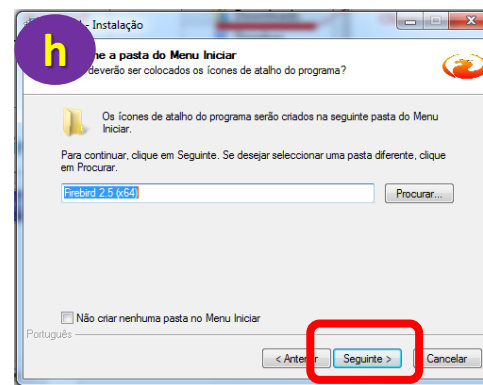 h
- Instalação
e a pasta do Menu Iniciar
deverão ser colocados os ícones de atalho do programa?
Os ícones de atalho do programa serão criados na seguinte pasta do Menu
Iniciar.
Para continuar, clique em Seguinte. Se desejar seleccionar uma pasta diferente, clique
em Procurar.
Firebird 2.5 (x64)
Procurar...
Não criar nenhuma pasta no Menu Iniciar
Português
< Anterior
Seguinte >
Cancelar